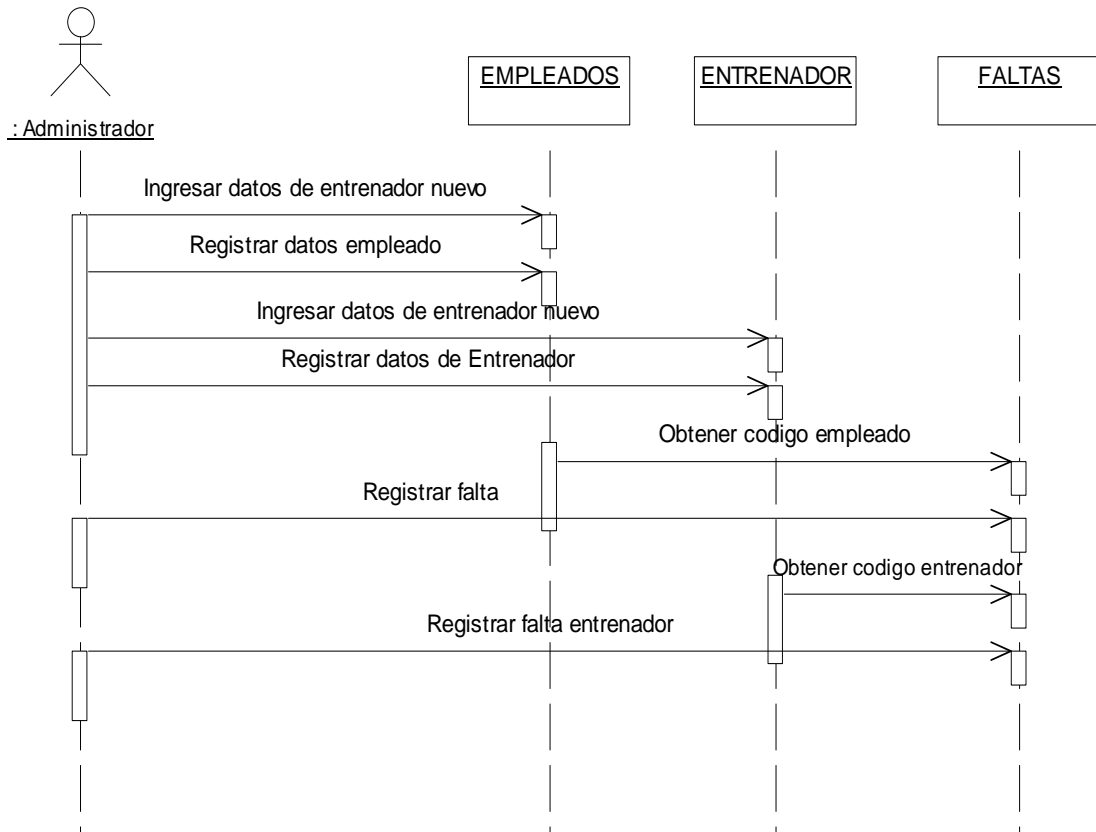 EMPLEADOS
ENTRENADOR
FALTAS
: Administrador
Ingresar datos de entrenador nuevo
Registrar datos empleado
Ingresar datos de entrenador nuevo
Registrar datos de Entrenador
Obtener codigo empleado
Registrar falta
Obtener codigo entrenador
Registrar falta entrenador